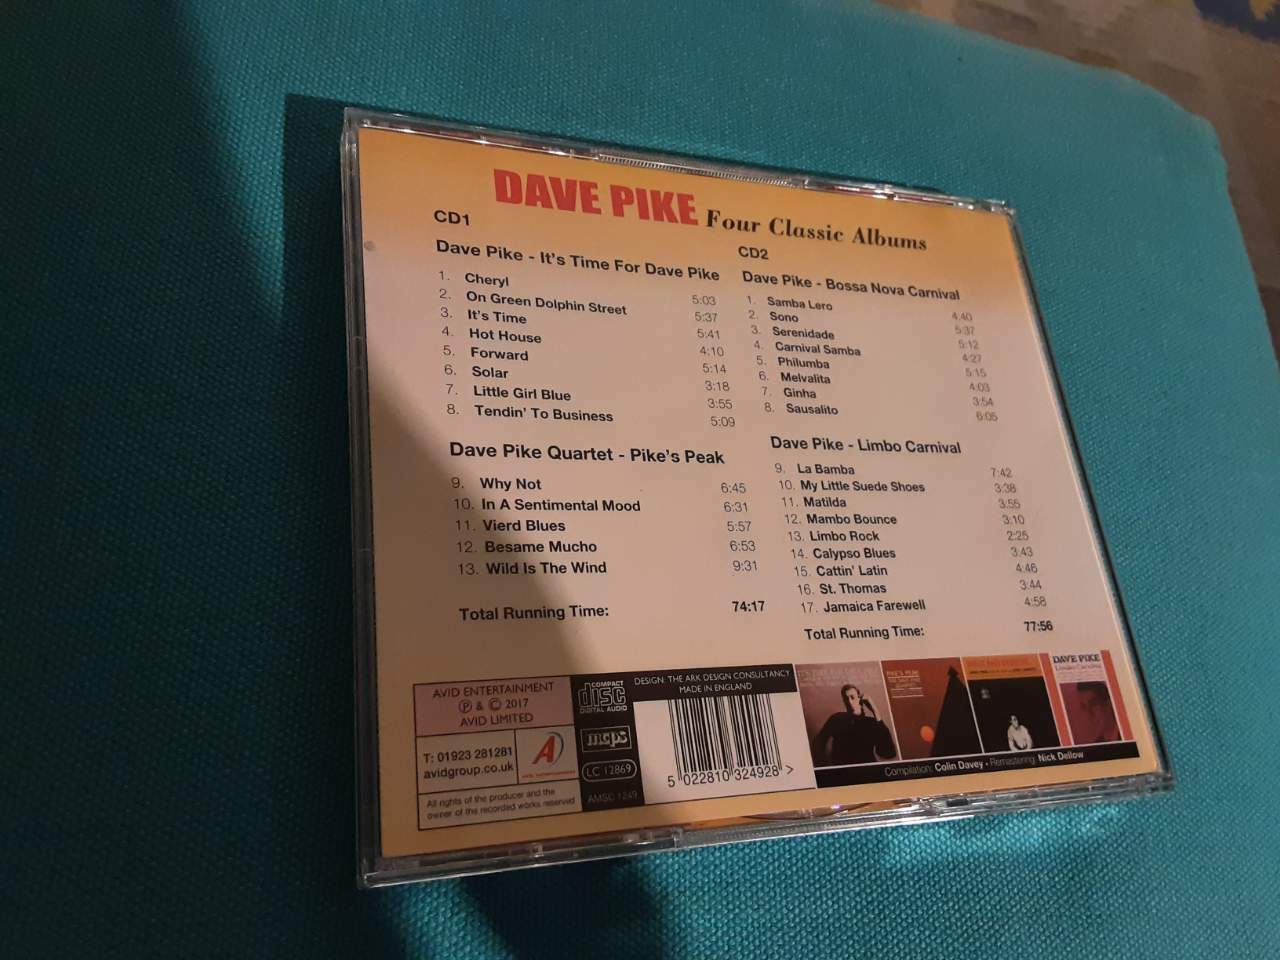 DAVE PIKE Four Classic Albums
CD1
Dave Pike - It's Time For Dave Pike
1. Cheryl 5:03
2. On Green Dolphin Street 5:37
3. It's Time 5:41
4. Hot House 4:10
5. Forward 5:14
6. Solar 3:18
7. Little Girl Blue 3:55
8. Tendin' To Business 5:09
Dave Pike Quartet - Pike's Peak
9. Why Not 6:45
10. In A Sentimental Mood 6:31
11. Vierd Blues 5:57
12. Besame Mucho 6:53
13. Wild Is The Wind 9:31
Total Running Time: 74:17
CD2
Dave Pike - Bossa Nova Carnival
1. Samba Lero 4:40
2. Sono 5:37
3. Serenidade 5:12
4. Carnival Samba 4:27
5. Philumba 5:15
6. Melvalita 4:03
7. Ginha 3:54
8. Sausalito 6:05
Dave Pike - Limbo Carnival
9. La Bamba 7:42
10. My Little Suede Shoes 3:38
11. Matilda 3:55
12. Mambo Bounce 3:10
13. Limbo Rock 2:25
14. Calypso Blues 3:43
15. Cattin' Latin 4:46
16. St. Thomas 3:44
17. Jamaica Farewell 4:58
Total Running Time: 77:56
AVID ENTERTAINMENT
℗ & © 2017
AVID LIMITED
T: 01923 281281
avidgroup.co.uk
A
All rights of the producer and the
owner of the recorded works reserved
COMPACT
disc
DIGITAL AUDIO
mcps
LC 12869
AMSC 1249
DESIGN: THE ARK DESIGN CONSULTANCY
MADE IN ENGLAND
5 022810 324928 >
PIKE'S PEAK
DAVE PIKE
Limbo Carnival
Compilation: Colin Davey • Remastering: Nick Dellow